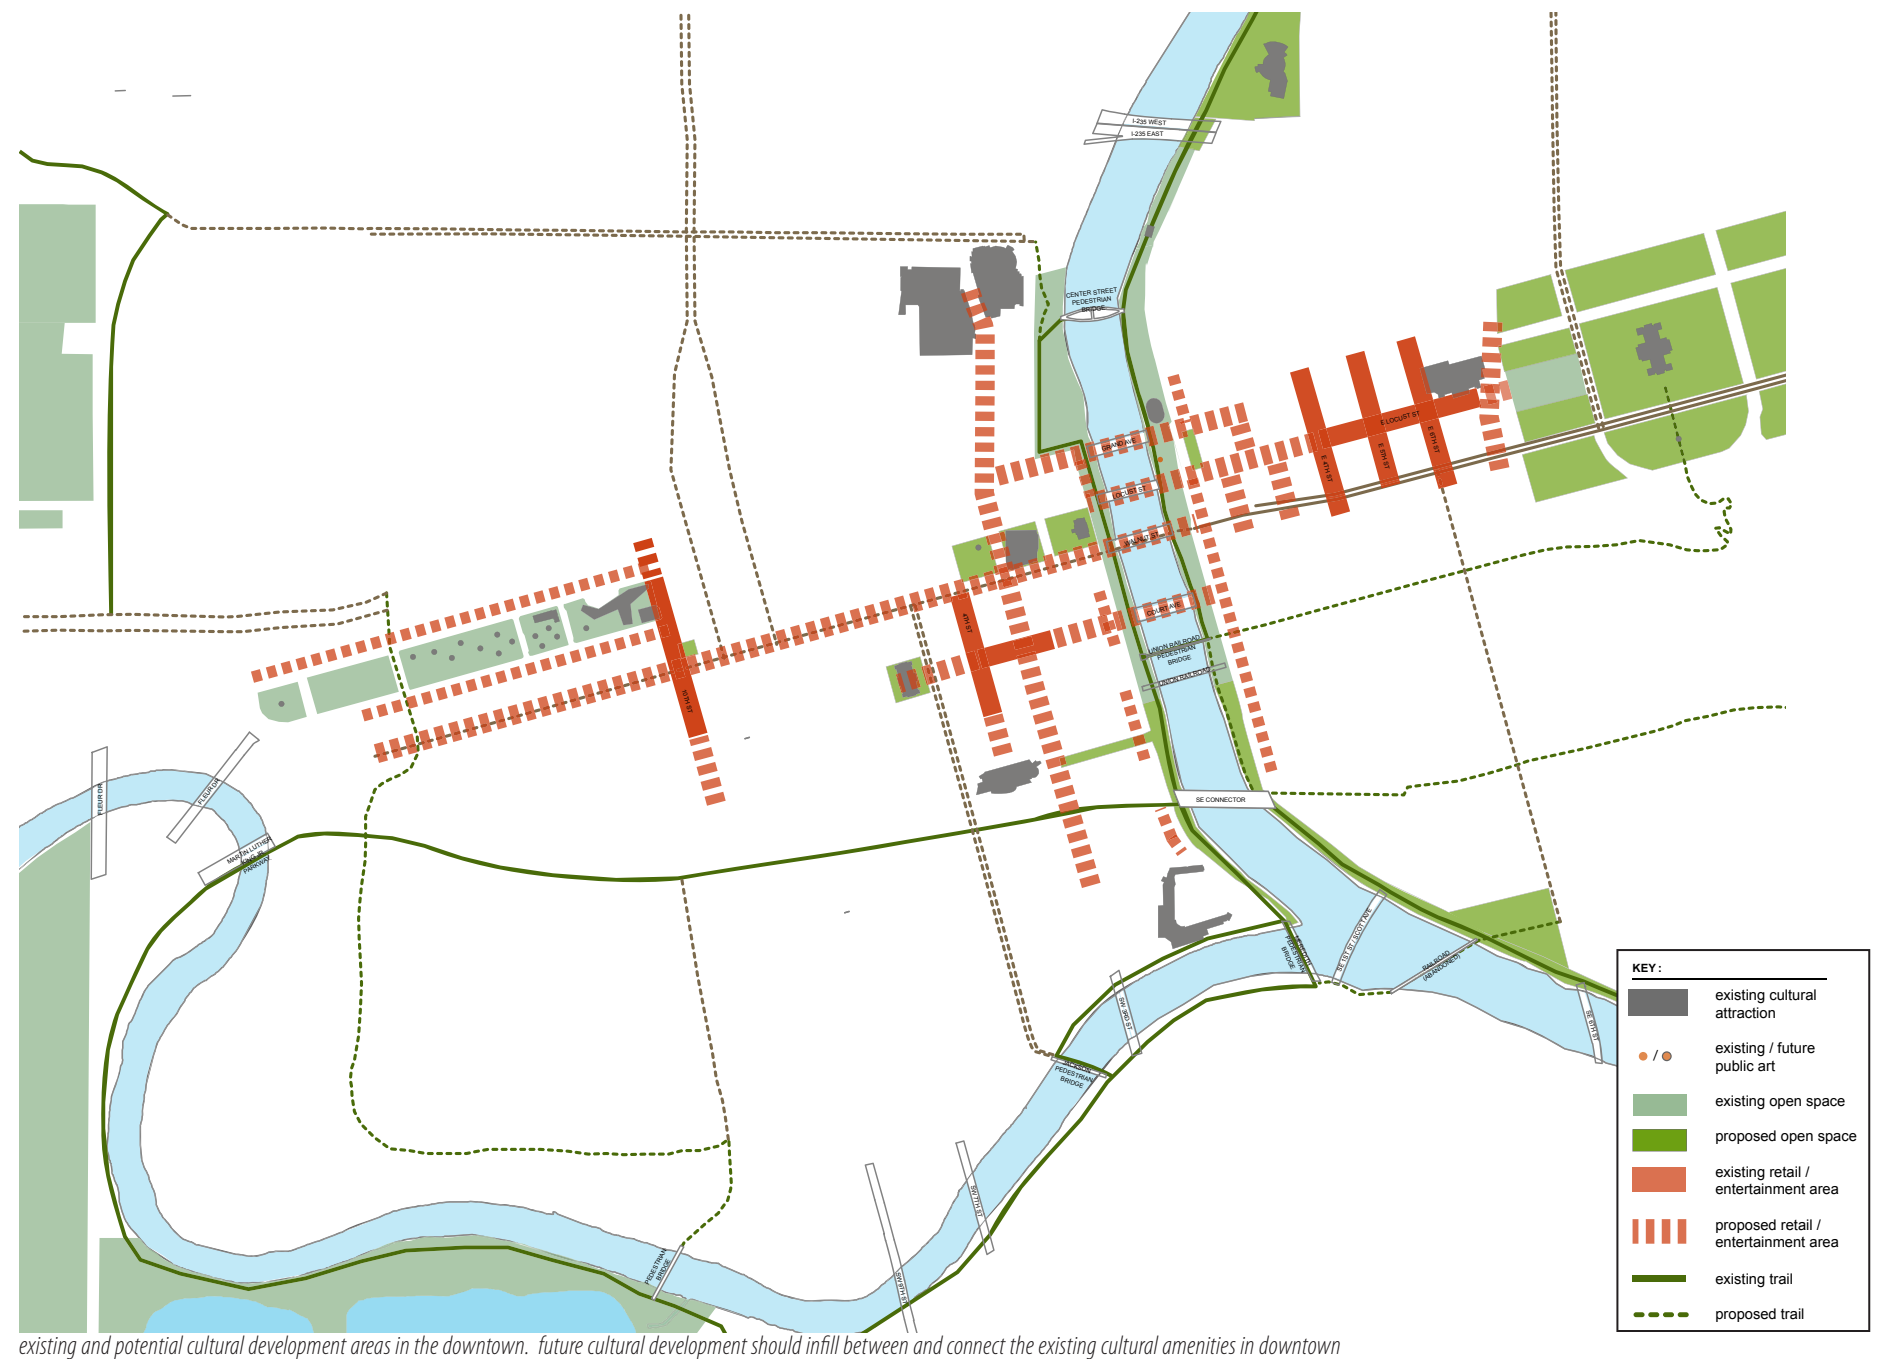 I-235 WEST
I-235 EAST
CENTER STREET
PEDESTRIAN
BRIDGE
GRAND AVE
LOCUST ST
WALNUT ST
COURT AVE
UNION RAILROAD
PEDESTRIAN
BRIDGE
UNION RAILROAD
E LOCUST ST
E 4TH ST
E 5TH ST
E 6TH ST
4TH ST
10TH ST
FLEUR DR
FLEUR DR
MARTIN LUTHER
KING JR
PARKWAY
SE CONNECTOR
PEDESTRIAN
BRIDGE
SE 1ST ST / SCOTT AVE
RAILROAD
(ABANDONED)
SE 6TH ST
SW 3RD ST
JACKSON
PEDESTRIAN
BRIDGE
SW 7TH ST
SW 9TH ST
PEDESTRIAN
BRIDGE
KEY :
existing cultural
attraction
/
existing / future
public art
existing open space
proposed open space
existing retail /
entertainment area
proposed retail /
entertainment area
existing trail
proposed trail
existing and potential cultural development areas in the downtown. future cultural development should infill between and connect the existing cultural amenities in downtown